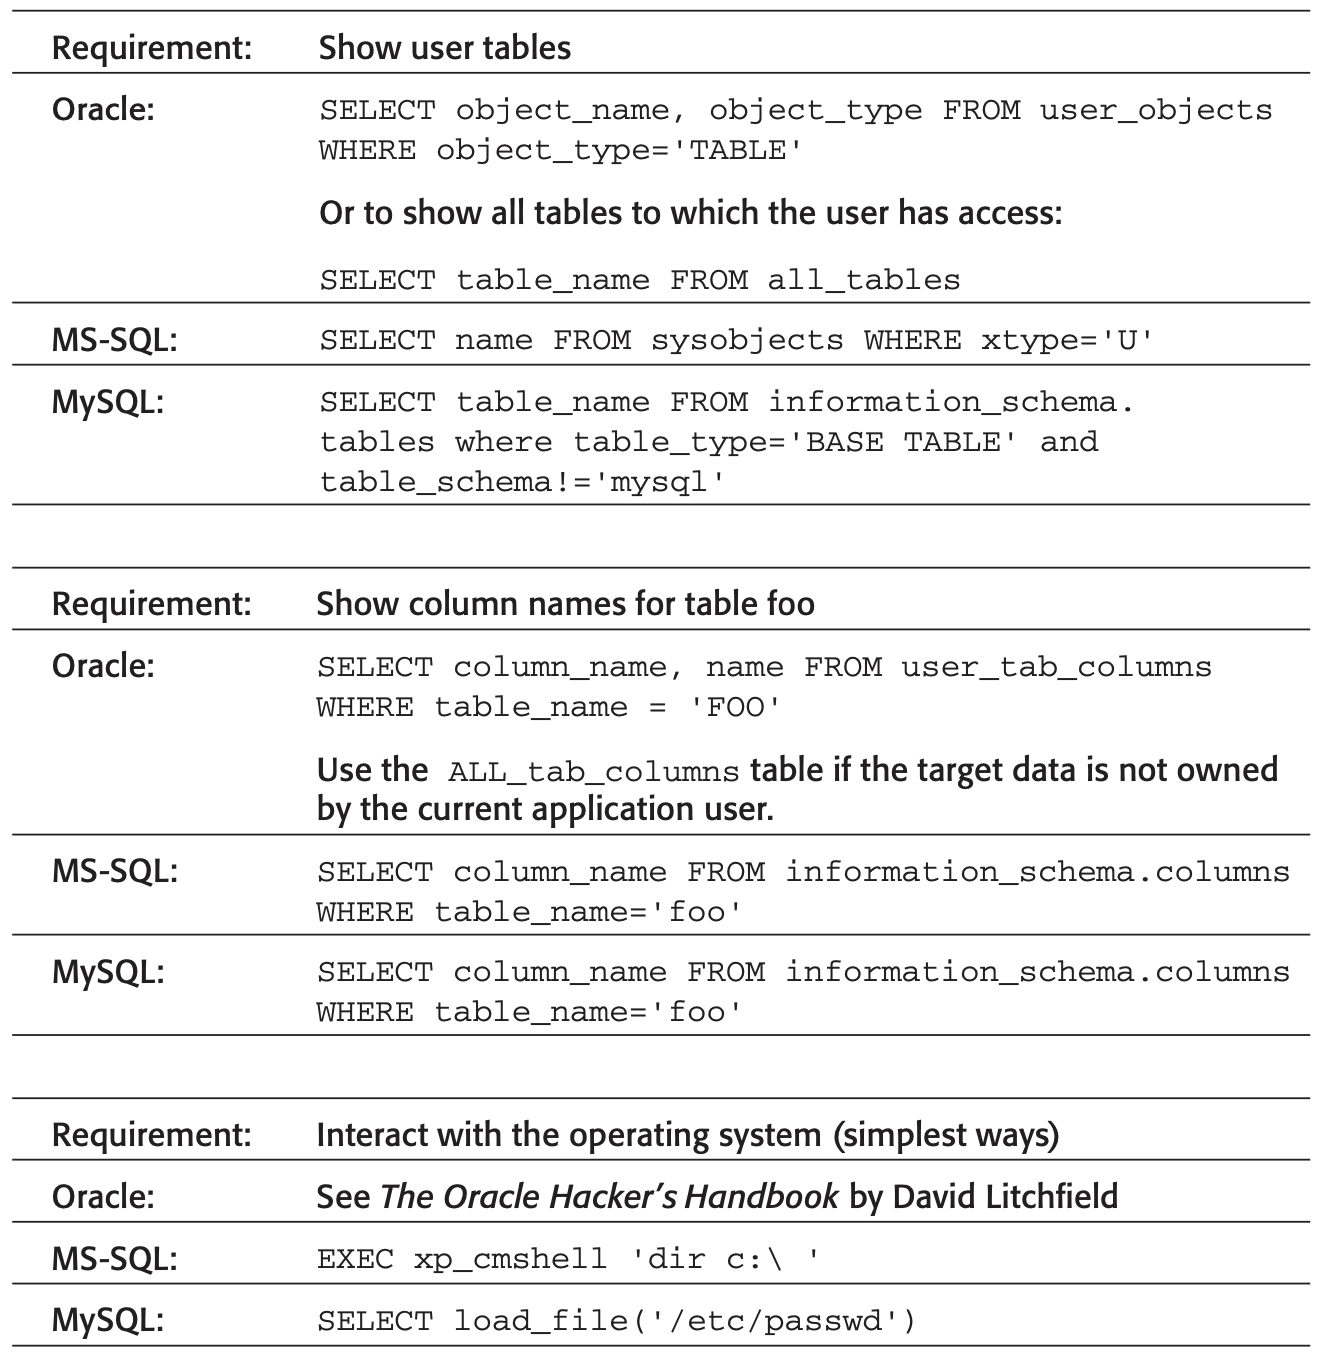 Requirement: Show user tables
Oracle: SELECT object_name, object_type FROM user_objects
WHERE object_type='TABLE'
Or to show all tables to which the user has access:
SELECT table_name FROM all_tables
MS-SQL: SELECT name FROM sysobjects WHERE xtype='U'
MySQL: SELECT table_name FROM information_schema.
tables where table_type='BASE TABLE' and
table_schema!='mysql'
Requirement: Show column names for table foo
Oracle: SELECT column_name, name FROM user_tab_columns
WHERE table_name = 'FOO'
Use the ALL_tab_columns table if the target data is not owned
by the current application user.
MS-SQL: SELECT column_name FROM information_schema.columns
WHERE table_name='foo'
MySQL: SELECT column_name FROM information_schema.columns
WHERE table_name='foo'
Requirement: Interact with the operating system (simplest ways)
Oracle: See The Oracle Hacker's Handbook by David Litchfield
MS-SQL: EXEC xp_cmshell 'dir c:\ '
MySQL: SELECT load_file('/etc/passwd')